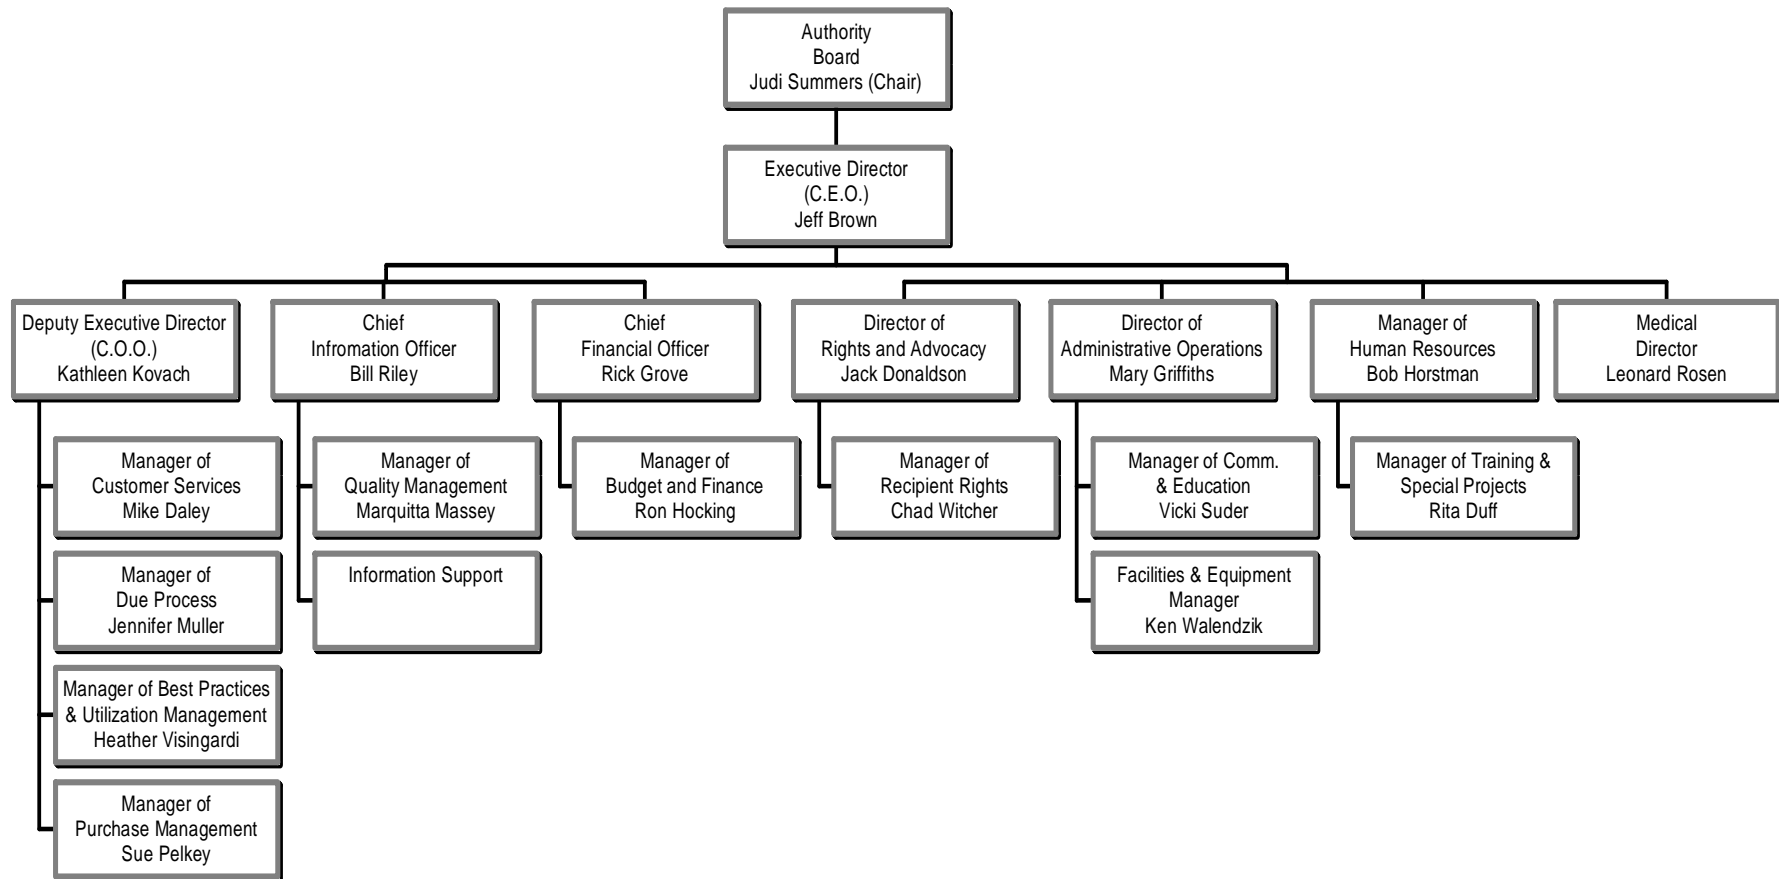 Authority
Board
Judi Summers (Chair)
Executive Director
(C.E.O.)
Jeff Brown
Deputy Executive Director
(C.O.O.)
Kathleen Kovach
Chief
Infromation Officer
Bill Riley
Chief
Financial Officer
Rick Grove
Director of
Rights and Advocacy
Jack Donaldson
Director of
Administrative Operations
Mary Griffiths
Manager of
Human Resources
Bob Horstman
Medical
Director
Leonard Rosen
Manager of
Customer Services
Mike Daley
Manager of
Quality Management
Marquitta Massey
Manager of
Budget and Finance
Ron Hocking
Manager of
Recipient Rights
Chad Witcher
Manager of Comm.
& Education
Vicki Suder
Manager of Training &
Special Projects
Rita Duff
Manager of
Due Process
Jennifer Muller
Information Support
Facilities & Equipment
Manager
Ken Walendzik
Manager of Best Practices
& Utilization Management
Heather Visingardi
Manager of
Purchase Management
Sue Pelkey